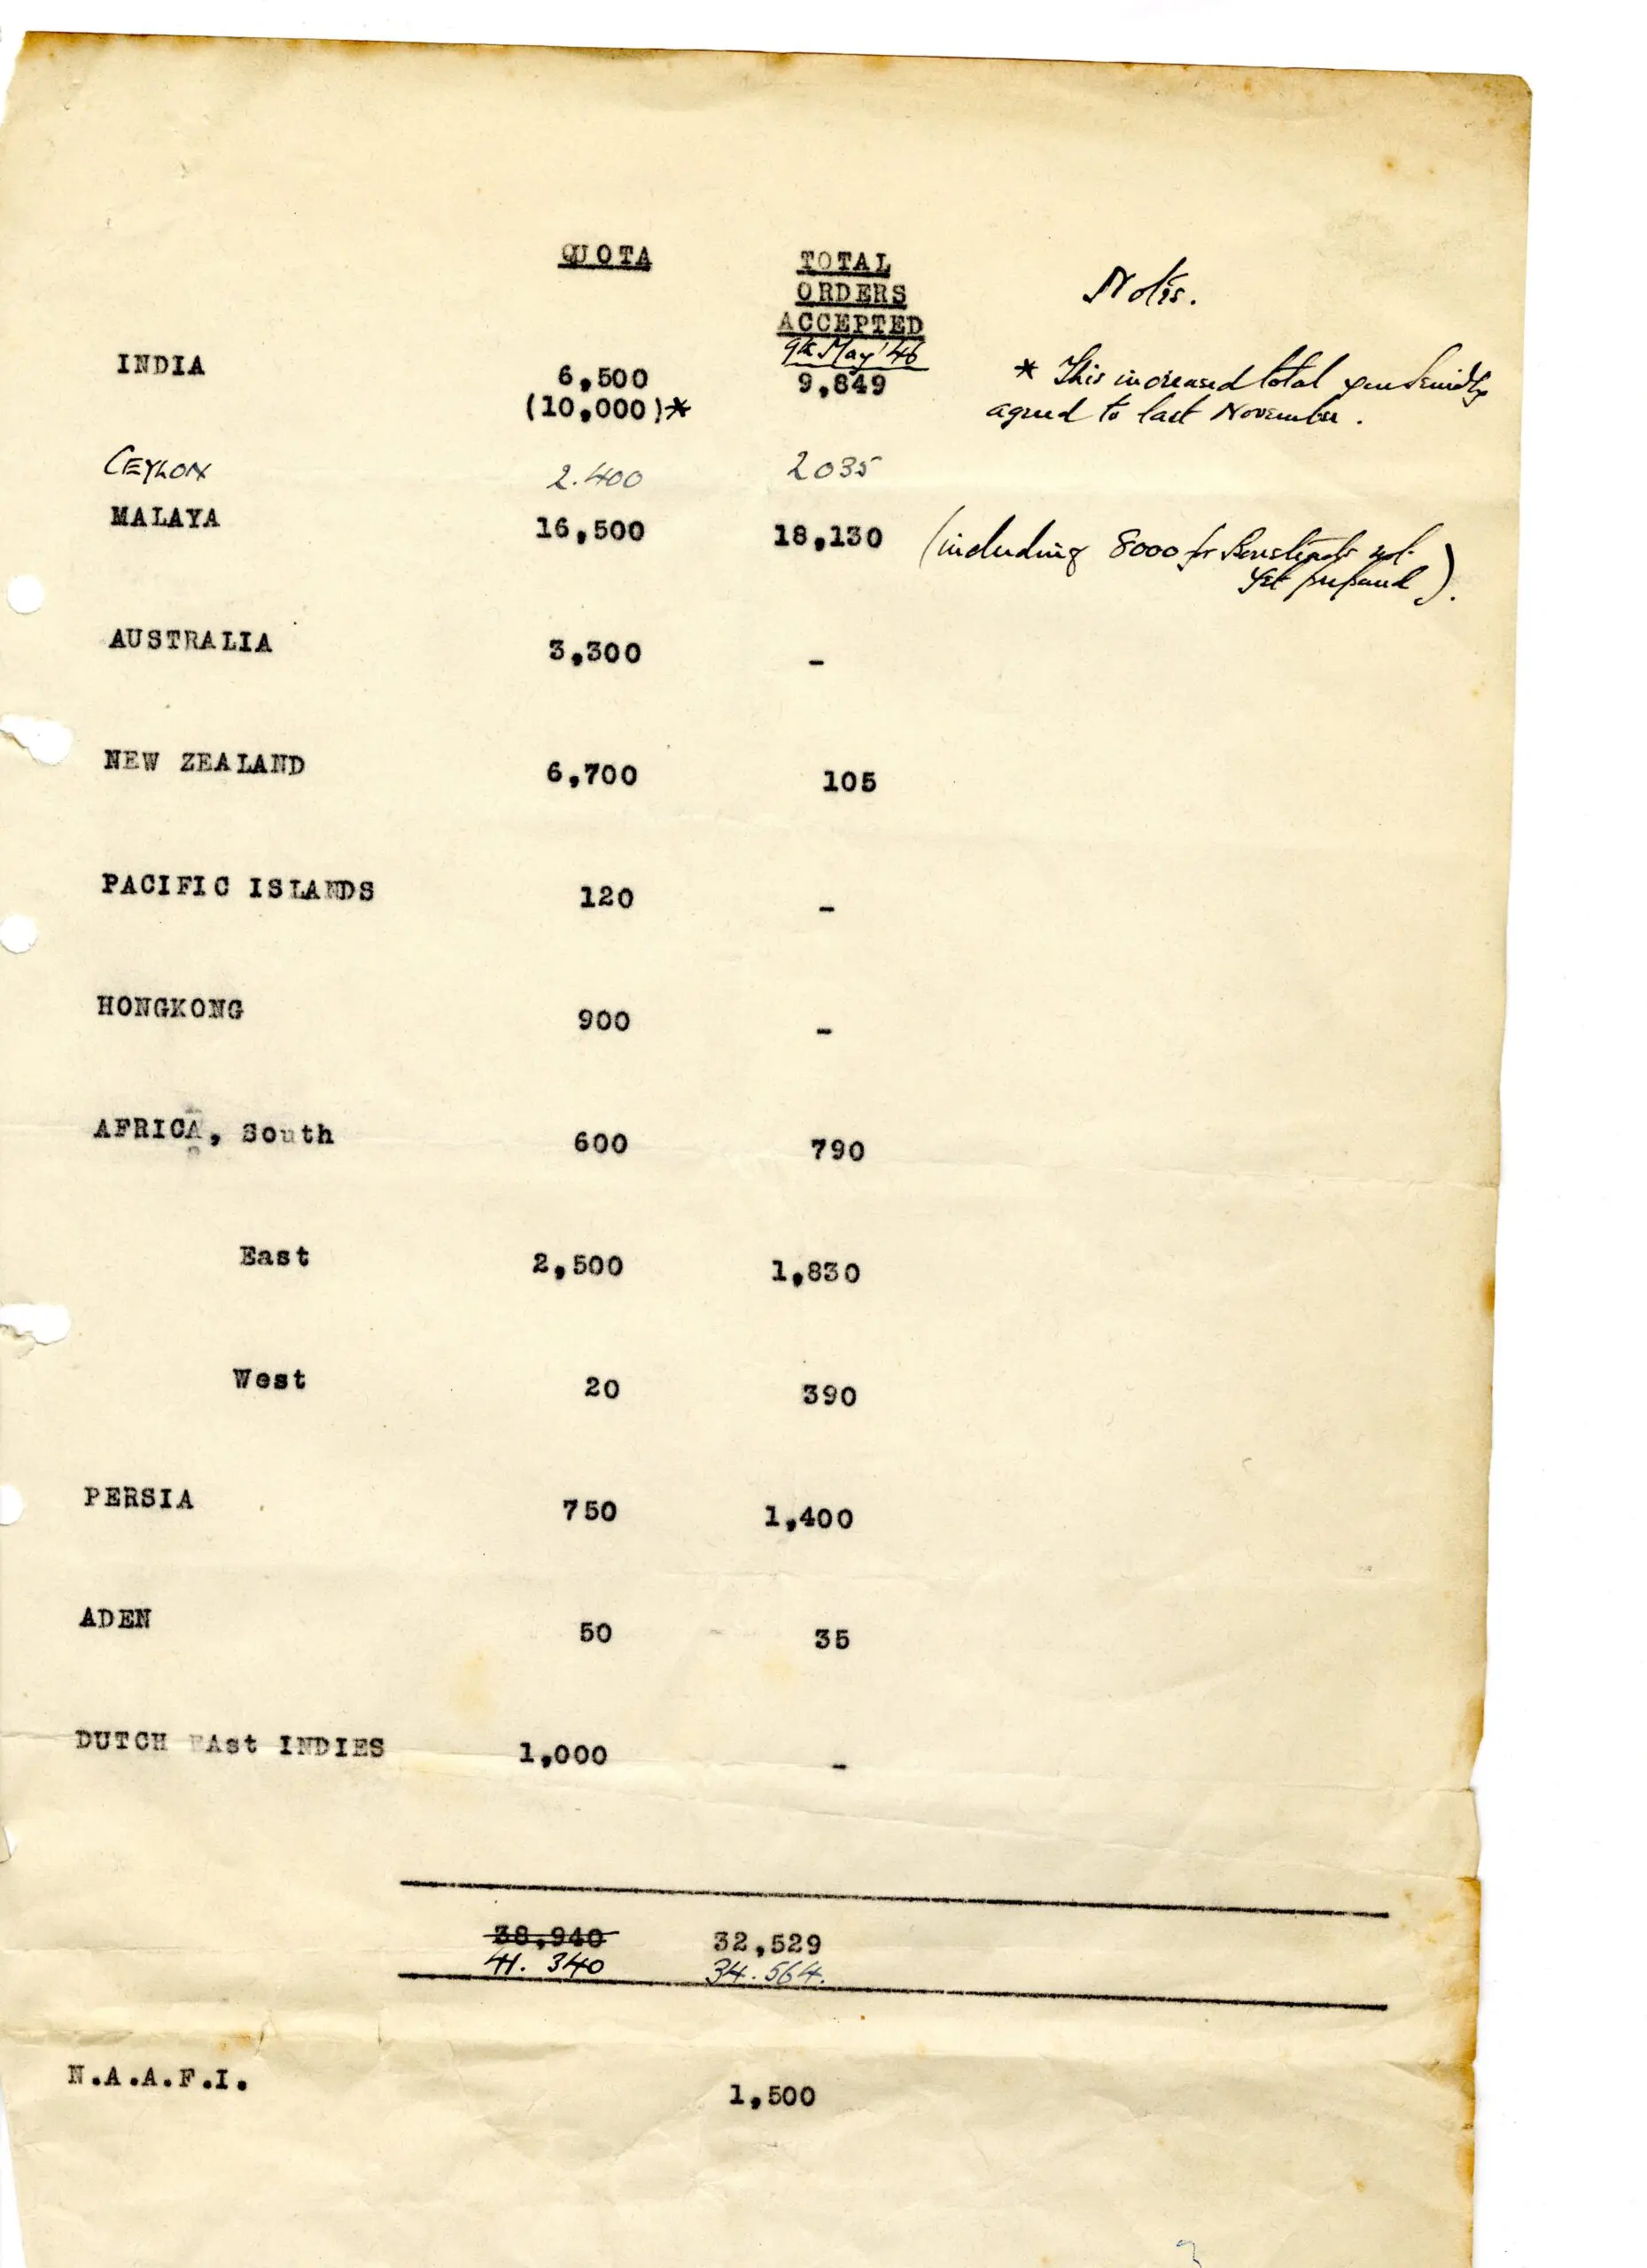 QUOTA TOTAL Notes.
ORDERS
ACCEPTED
9th May '46
INDIA 6,500 9,849 * This increased total you kindly
(10,000)* agreed to last November.
CEYLON 2.400 2035
MALAYA 16,500 18,130 (including 8000 for not
yet prepared).
AUSTRALIA 3,300 -
NEW ZEALAND 6,700 105
PACIFIC ISLANDS 120 -
HONGKONG 900 -
AFRICA, South 600 790
East 2,500 1,830
West 20 390
PERSIA 750 1,400
ADEN 50 35
DUTCH EAst INDIES 1,000 -
38,940 32,529
41. 340 34.564.
N.A.A.F.I. 1,500